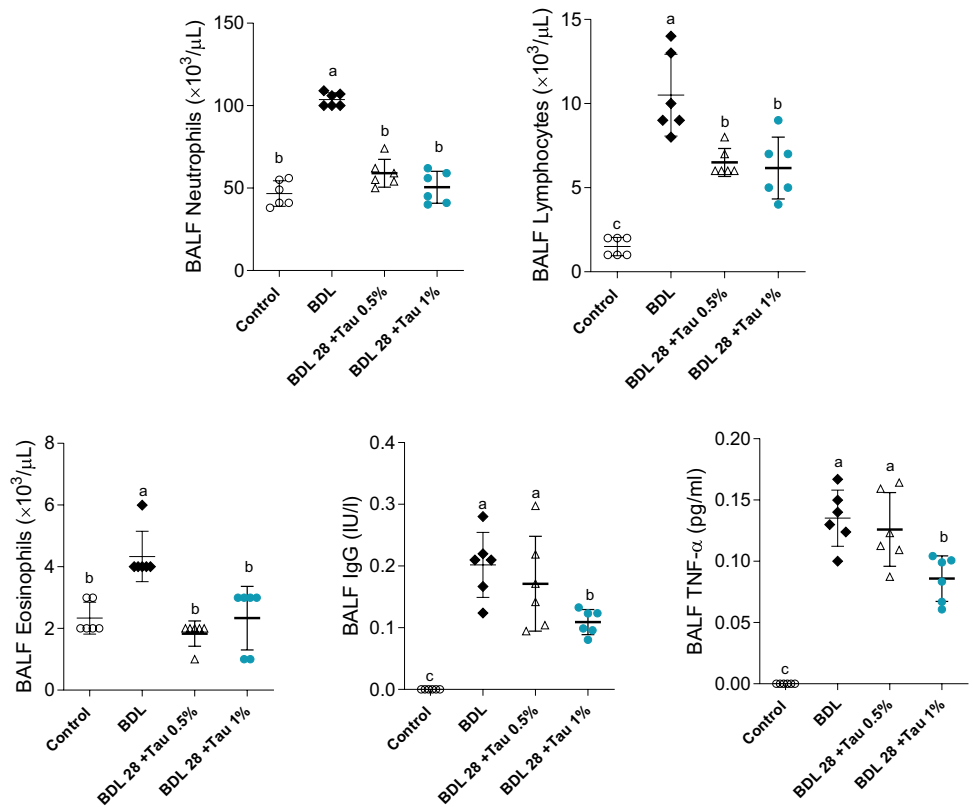 BALF Neutrophils (×10³/μL)
150
100
50
0
a
b
b
b
Control
BDL
BDL 28 +Tau 0.5%
BDL 28 +Tau 1%
BALF Lymphocytes (×10³/μL)
15
10
5
0
a
b
b
c
Control
BDL
BDL 28 +Tau 0.5%
BDL 28 +Tau 1%
BALF Eosinophils (×10³/μL)
8
6
4
2
0
b
a
b
b
Control
BDL
BDL 28 +Tau 0.5%
BDL 28 +Tau 1%
BALF IgG (IU/l)
0.4
0.3
0.2
0.1
0.0
c
a
a
b
Control
BDL
BDL 28 +Tau 0.5%
BDL 28 +Tau 1%
BALF TNF-α (pg/ml)
0.20
0.15
0.10
0.05
0.00
c
a
a
b
Control
BDL
BDL 28 +Tau 0.5%
BDL 28 +Tau 1%